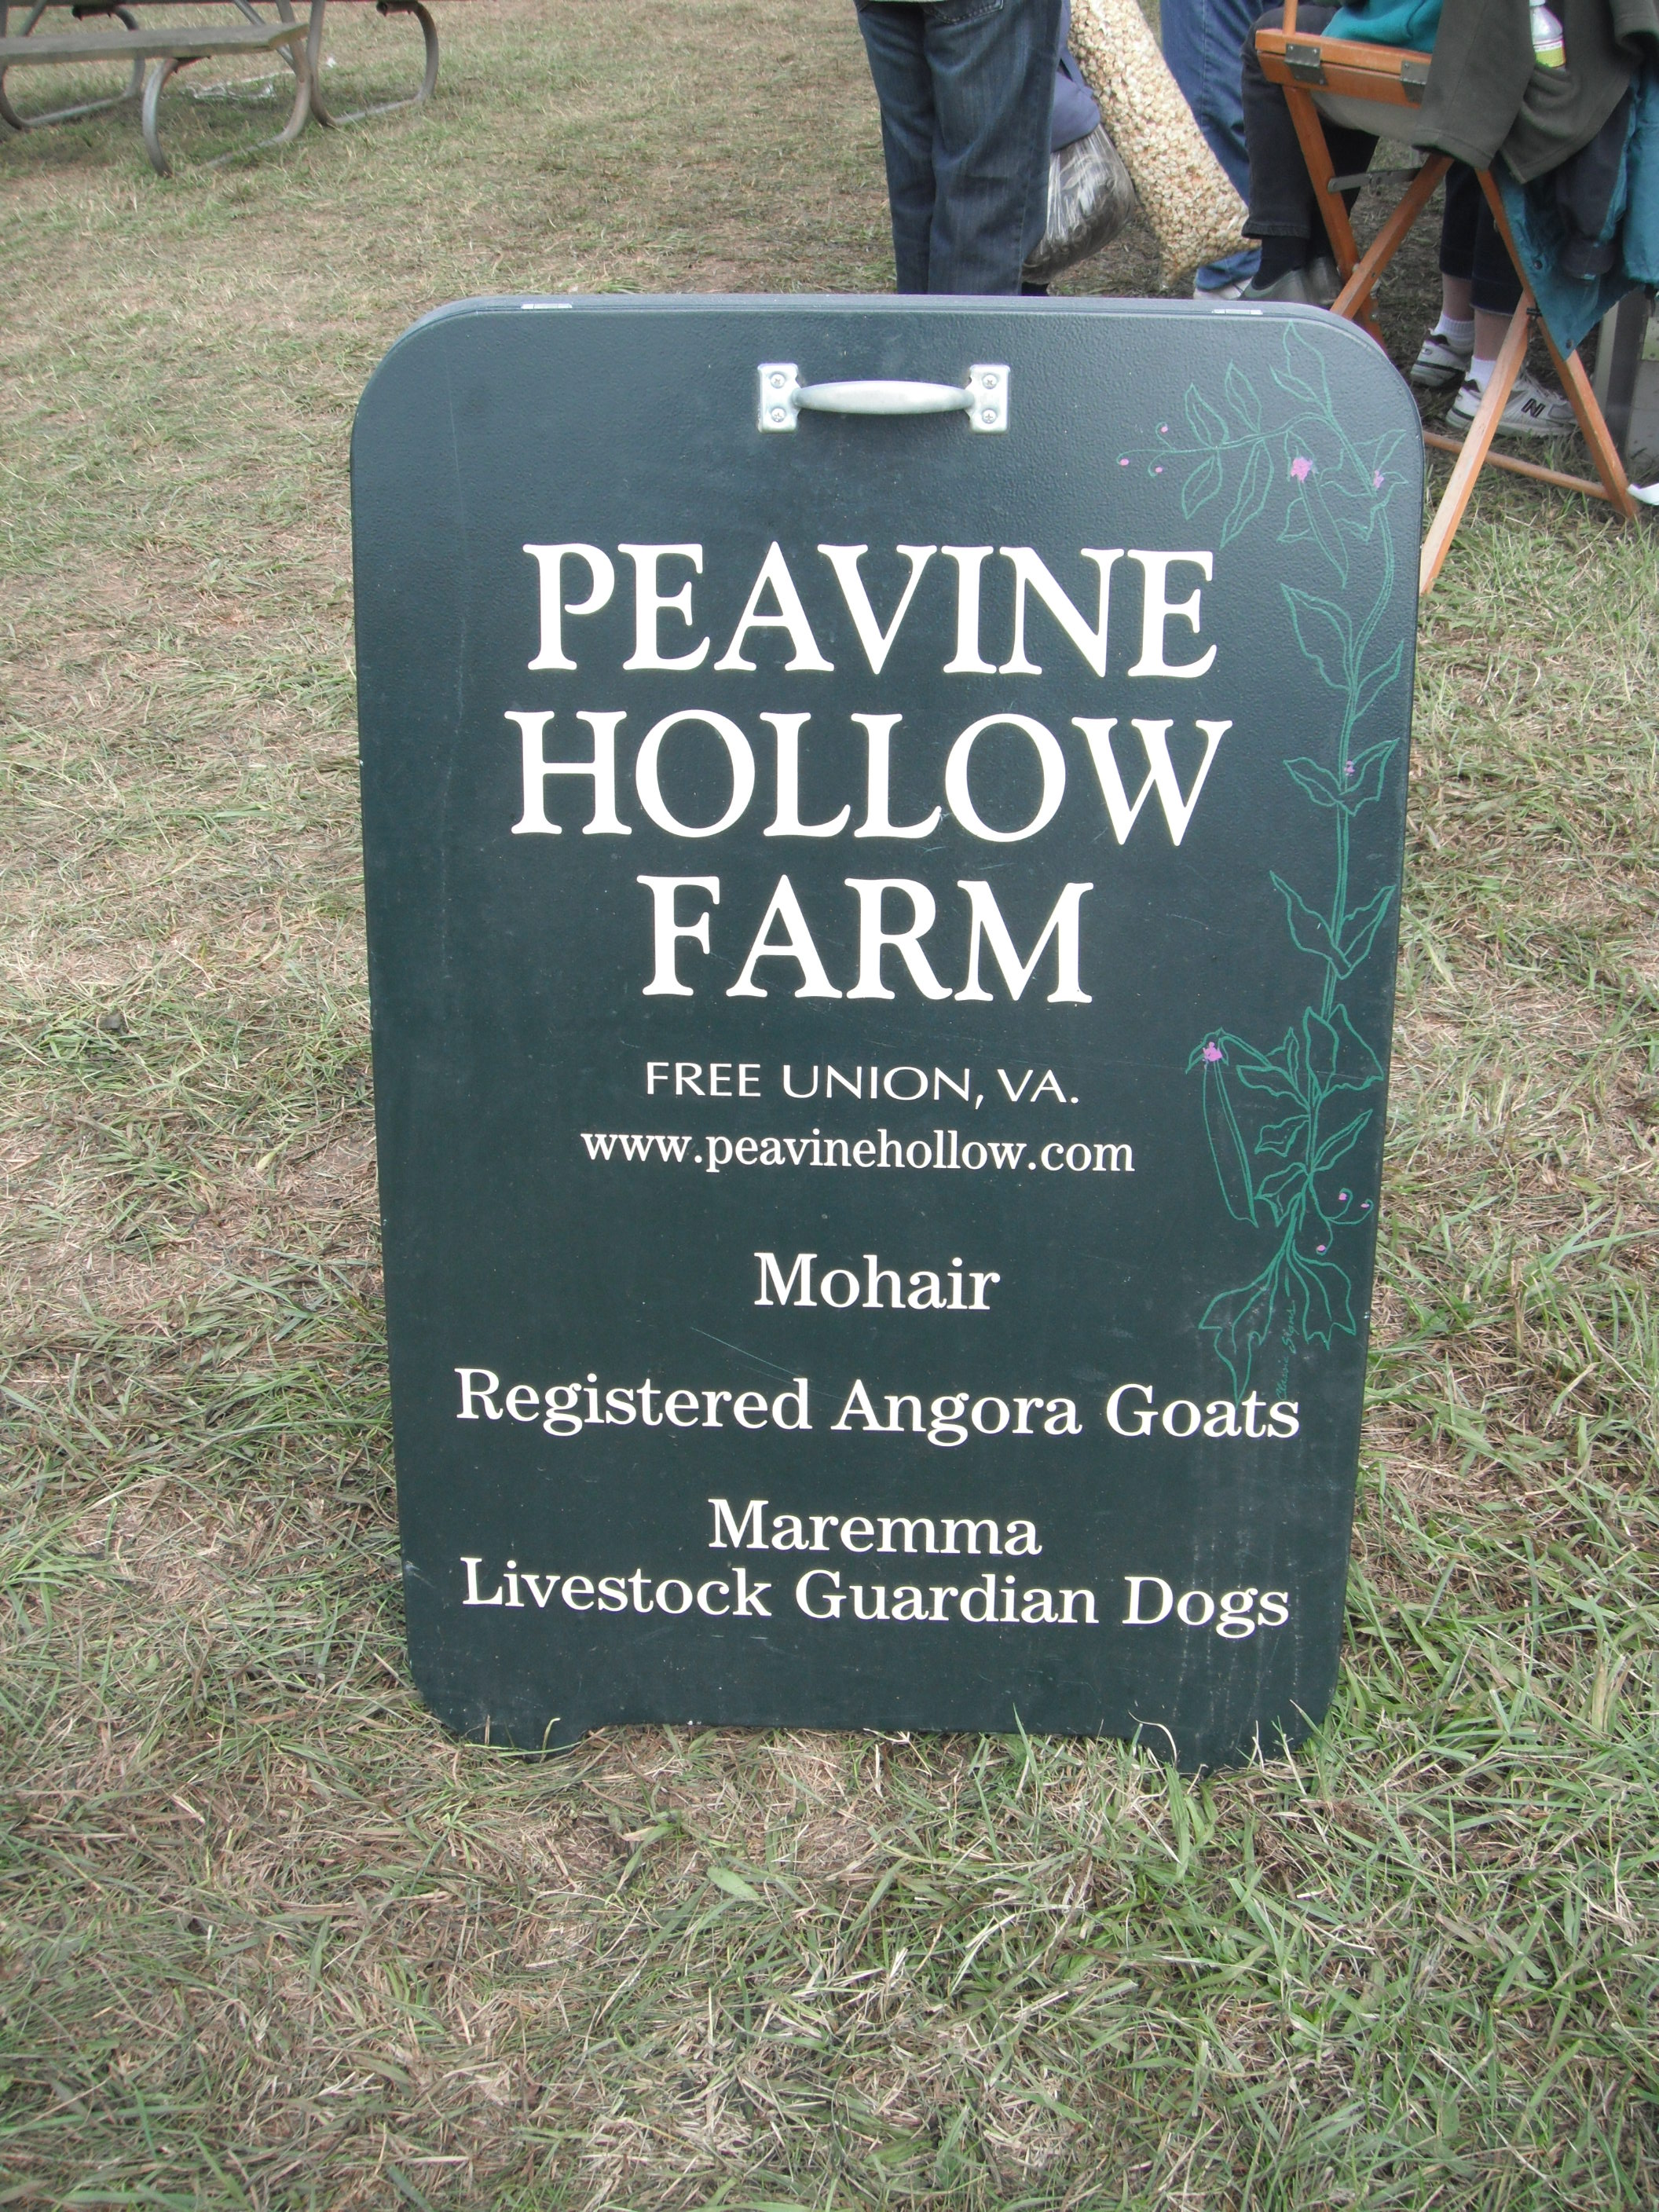 PEAVINE
HOLLOW
FARM
FREE UNION, VA.
www.peavinehollow.com
Mohair
Registered Angora Goats
Maremma
Livestock Guardian Dogs
N